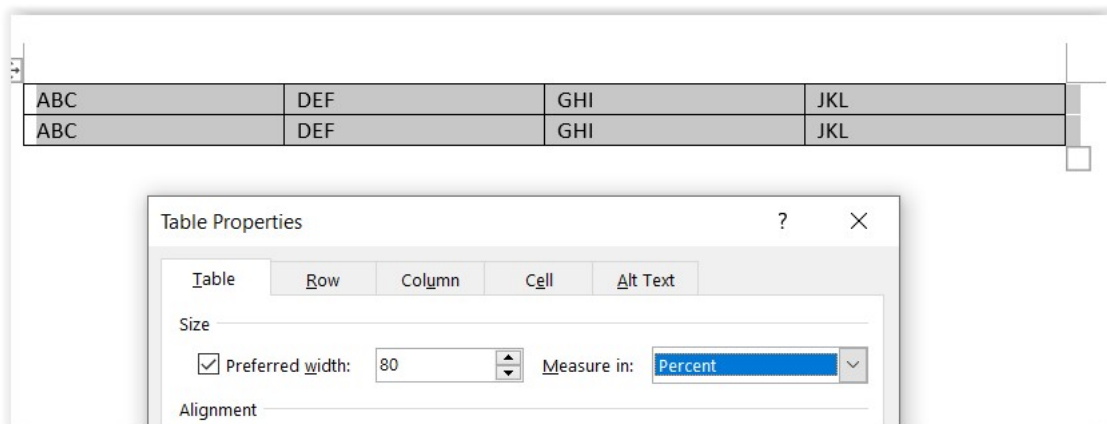 ABC DEF GHI JKL
ABC DEF GHI JKL
Table Properties ?
Table Row Column Cell Alt Text
Size
Preferred width: 80 Measure in: Percent
Alignment